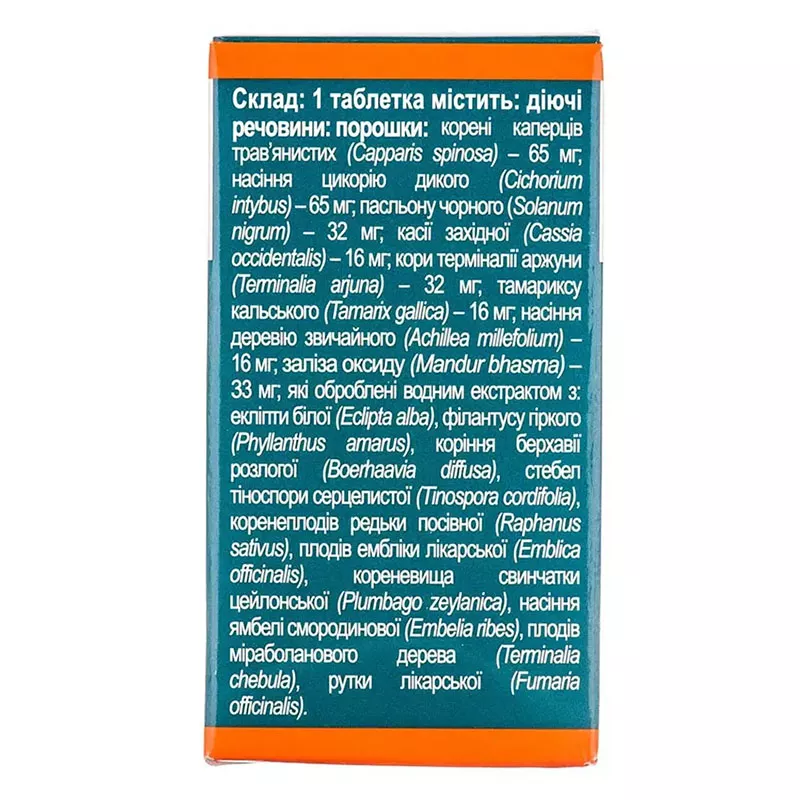 Склад: 1 таблетка містить: діючі
речовини: порошки: корені каперців
трав’янистих (Capparis spinosa) – 65 мг;
насіння цикорію дикого (Cichorium
intybus) – 65 мг; пасльону чорного (Solanum
nigrum) – 32 мг; касії західної (Cassia
occidentalis) – 16 мг; кори терміналії аржуни
(Terminalia arjuna) – 32 мг; тамариксу
кальського (Tamarix gallica) – 16 мг; насіння
деревію звичайного (Achillea millefolium) –
16 мг; заліза оксиду (Mandur bhasma) –
33 мг; які оброблені водним екстрактом з:
екліпти білої (Eclipta alba), філантусу гіркого
(Phyllanthus amarus), коріння берхавії
розлогої (Boerhaavia diffusa), стебел
тіноспори серцелистої (Tinospora cordifolia),
коренеплодів редьки посівної (Raphanus
sativus), плодів ембліки лікарської (Emblica
officinalis), кореневища свинчатки
цейлонської (Plumbago zeylanica), насіння
ямбелі смородинової (Embelia ribes), плодів
міраболанового дерева (Terminalia
chebula), рутки лікарської (Fumaria
officinalis).